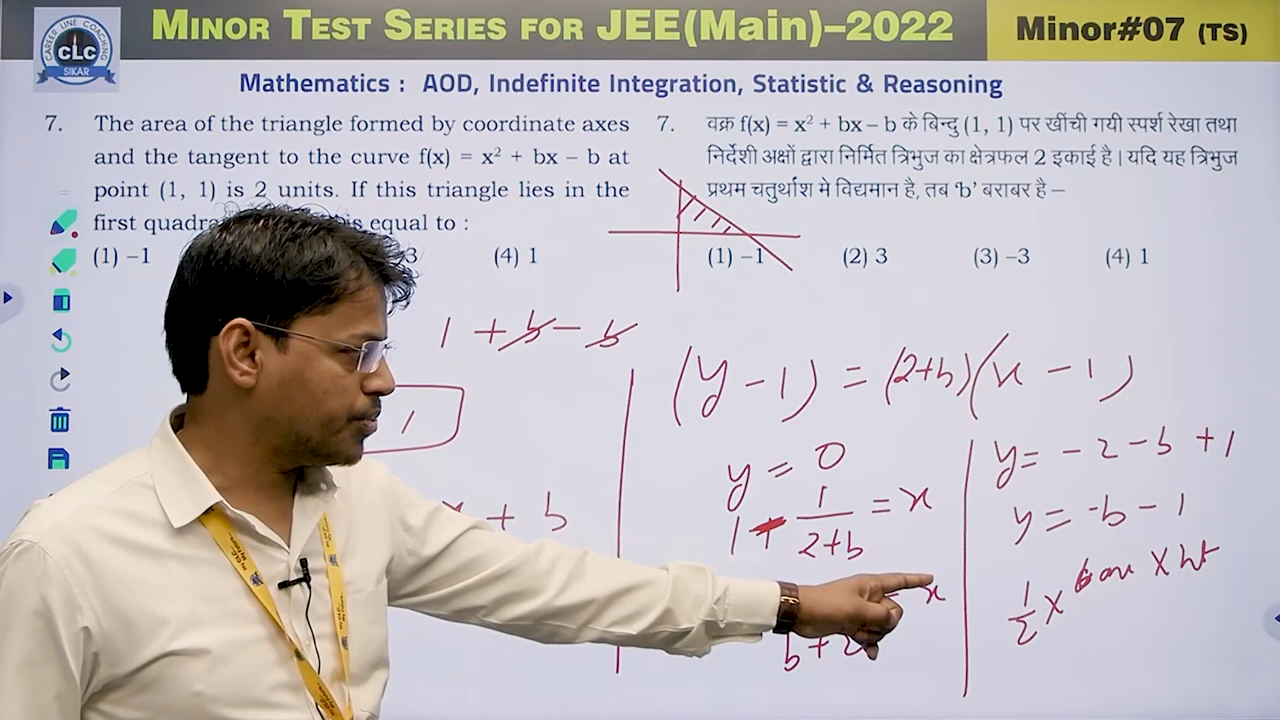 CAREER LINE COACHING
CLC
SIKAR
MINOR TEST SERIES FOR JEE(MAIN)–2022
Minor#07 (TS)
Mathematics : AOD, Indefinite Integration, Statistic & Reasoning
7. The area of the triangle formed by coordinate axes
and the tangent to the curve f(x) = x² + bx – b at
point (1, 1) is 2 units. If this triangle lies in the
first quadra s equal to :
(1) –1 3 (4) 1
7. वक्र f(x) = x² + bx – b के बिन्दु (1, 1) पर खींची गयी स्पर्श रेखा तथा
निर्देशी अक्षों द्वारा निर्मित त्रिभुज का क्षेत्रफल 2 इकाई है। यदि यह त्रिभुज
प्रथम चतुर्थांश मे विद्यमान है, तब 'b' बराबर है –
(1) –1 (2) 3 (3) –3 (4) 1
1 + b – b
1
x + b
(y – 1) = (2+b)(x – 1)
y = 0
1 – 1/2+b = x
x
b+2
y = – 2 – b + 1
y = -b – 1
1/2 x base x ht